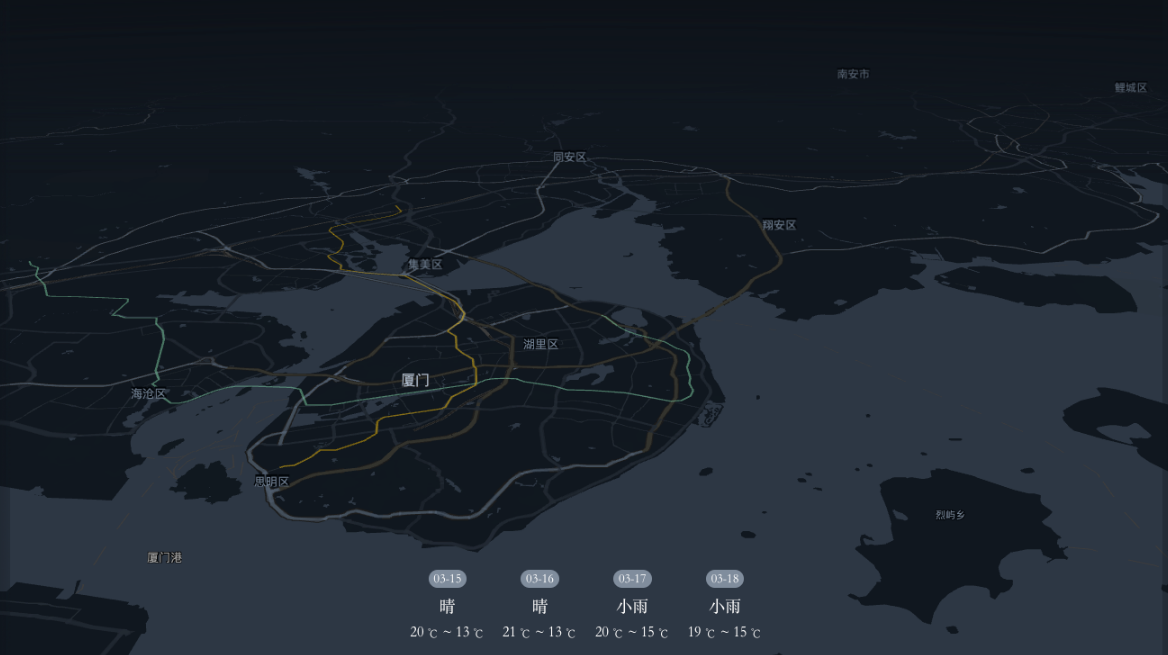 南安市
鲤城区
同安区
翔安区
集美区
湖里区
厦门
海沧区
思明区
烈屿乡
厦门港
03-15 03-16 03-17 03-18
晴 晴 小雨 小雨
20℃ ~ 13℃ 21℃ ~ 13℃ 20℃ ~ 15℃ 19℃ ~ 15℃